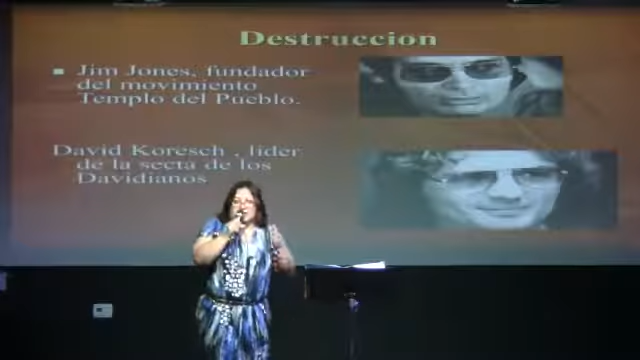 Destruccion
Jim Jones, fundador
del movimiento
Templo del Pueblo.
David Koresch , lider
de la secta de los
Davidianos